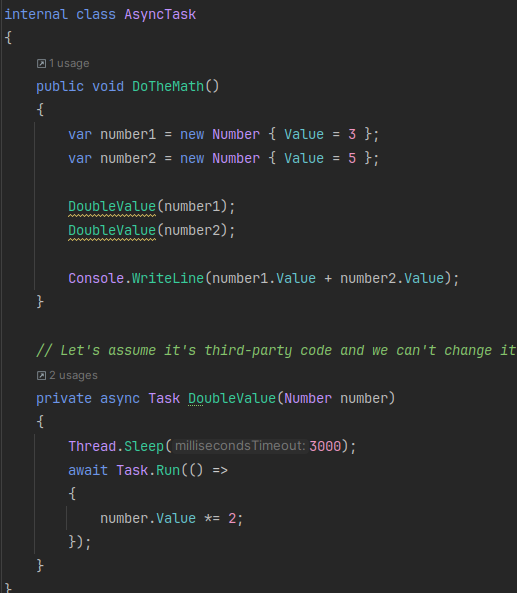 internal class AsyncTask
{
1 usage
public void DoTheMath()
{
var number1 = new Number { Value = 3 };
var number2 = new Number { Value = 5 };
DoubleValue(number1);
DoubleValue(number2);
Console.WriteLine(number1.Value + number2.Value);
}
// Let's assume it's third-party code and we can't change it
2 usages
private async Task DoubleValue(Number number)
{
Thread.Sleep( millisecondsTimeout: 3000);
await Task.Run(() =>
{
number.Value *= 2;
});
}
}